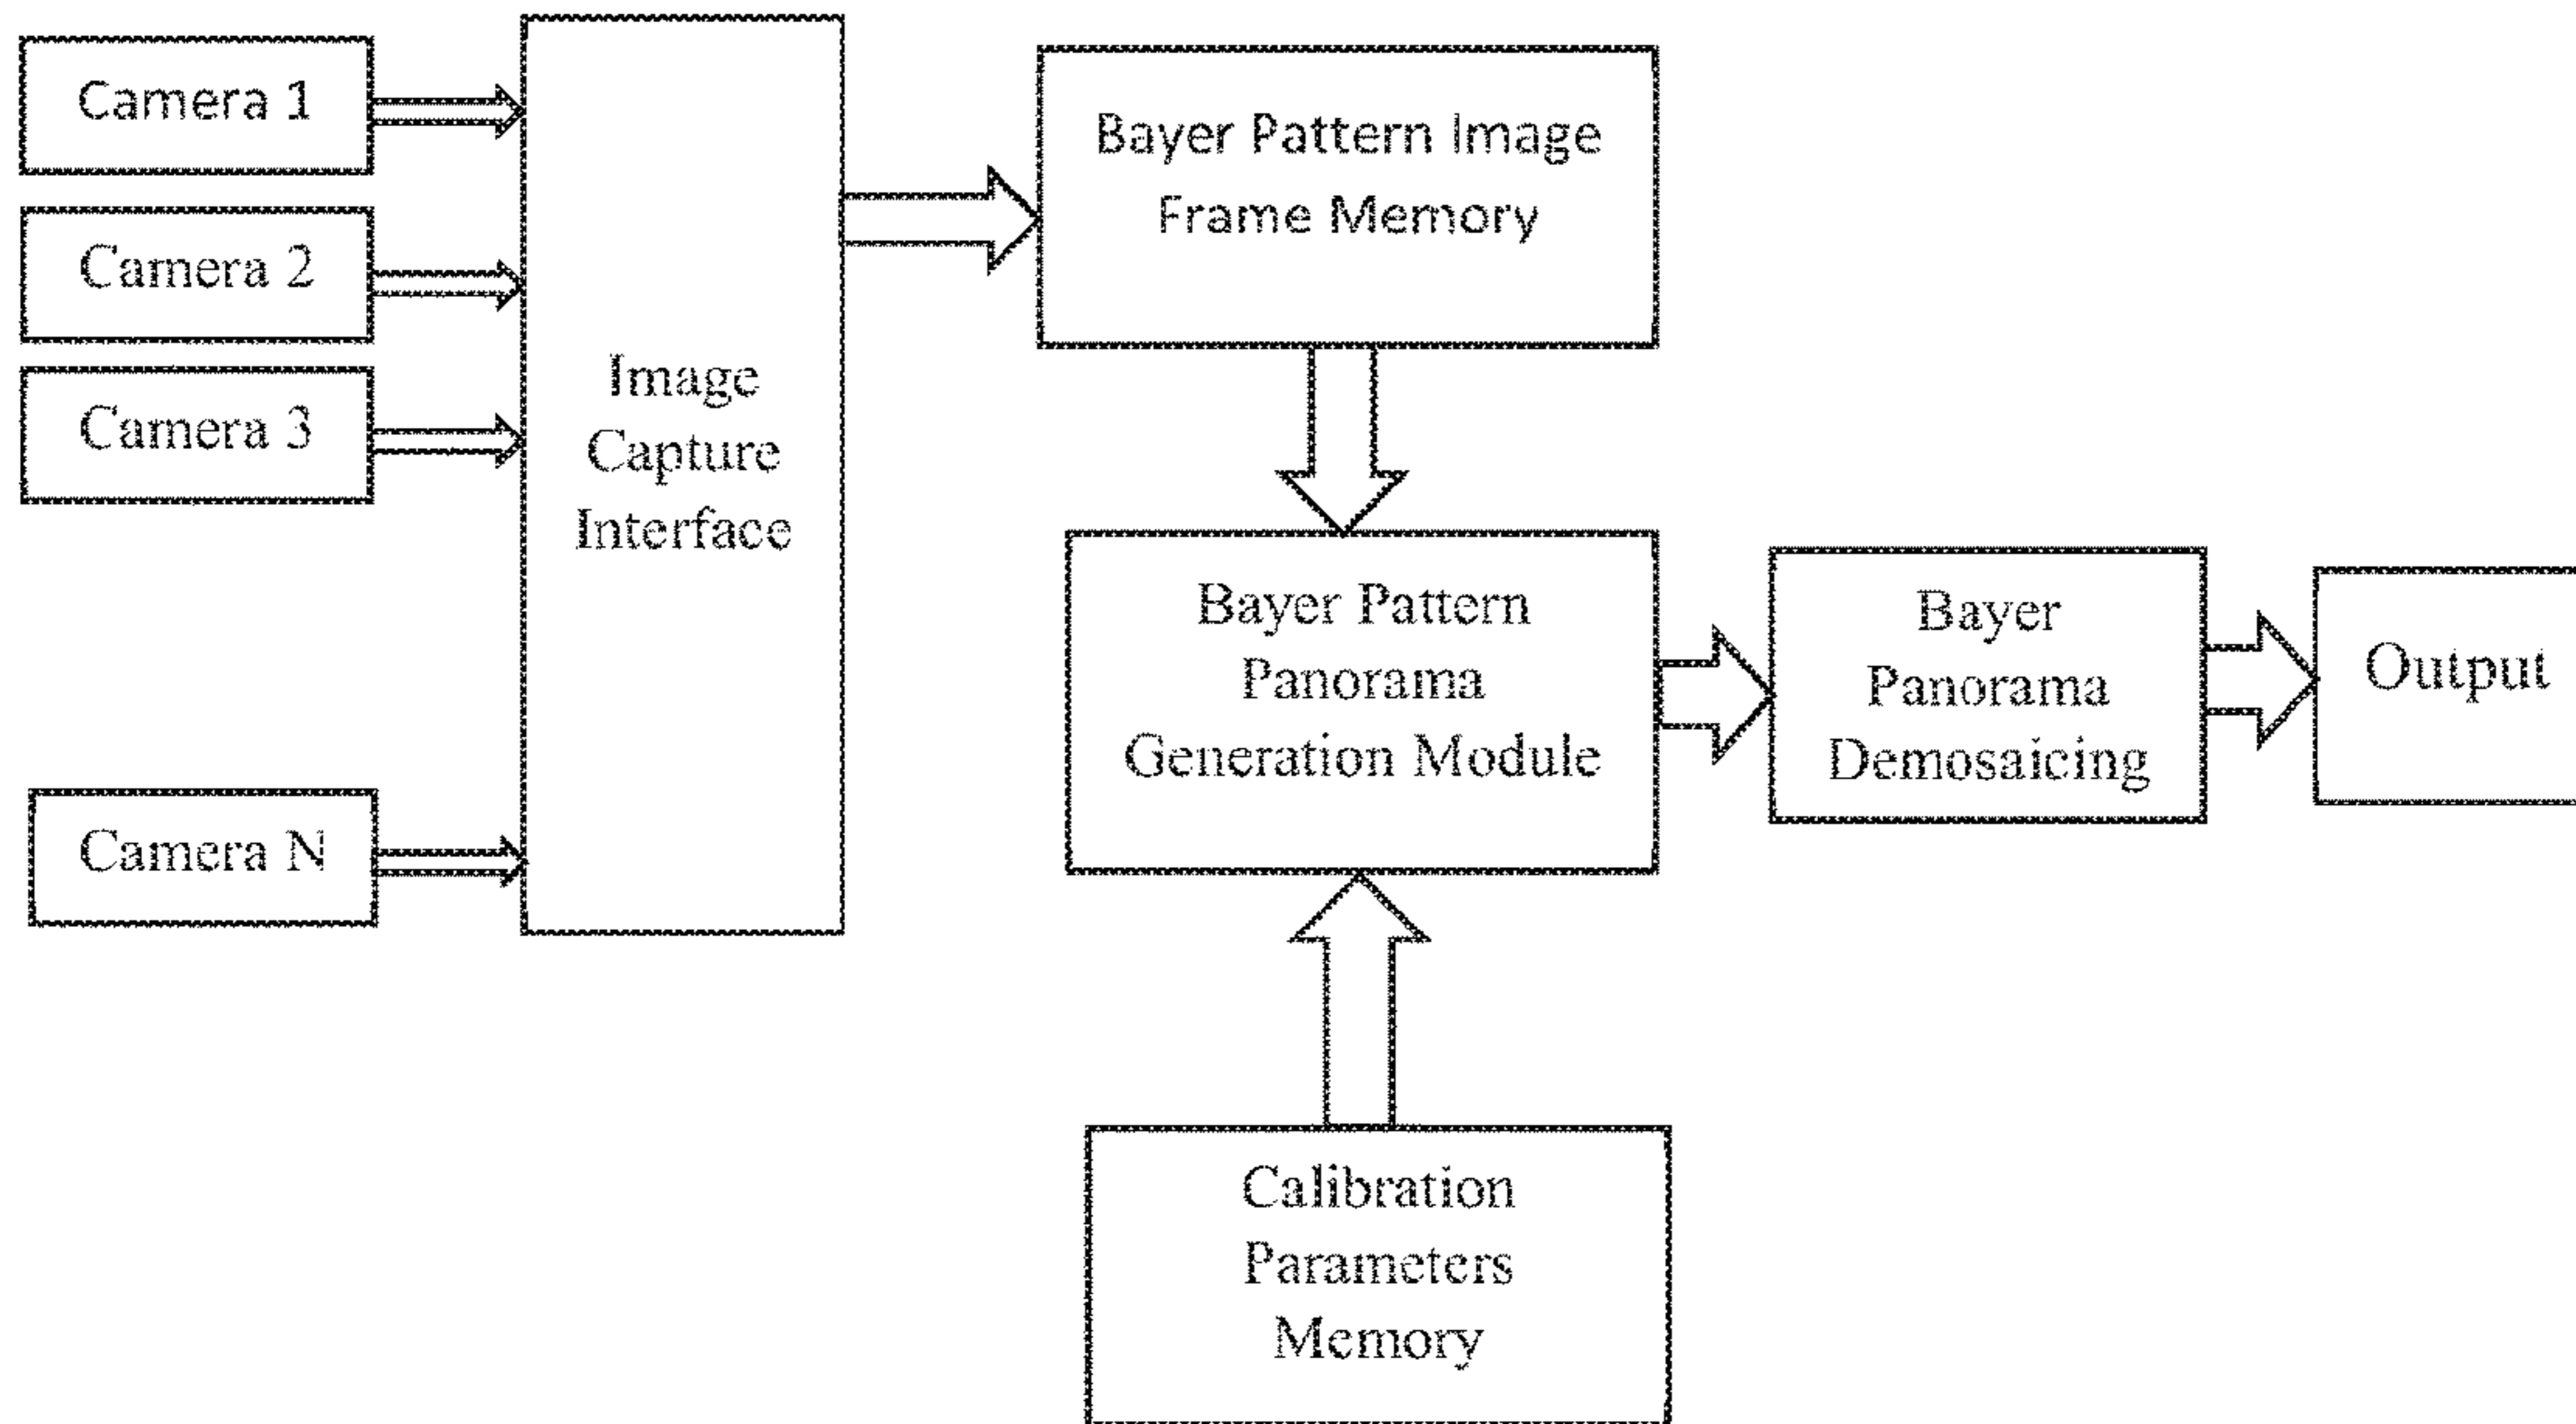 Camera 1
Camera 2
Camera 3
Camera N
Image
Capture
Interface
Bayer Pattern Image
Frame Memory
Bayer Pattern
Panorama
Generation Module
Bayer
Panorama
Demosaicing
Output
Calibration
Parameters
Memory